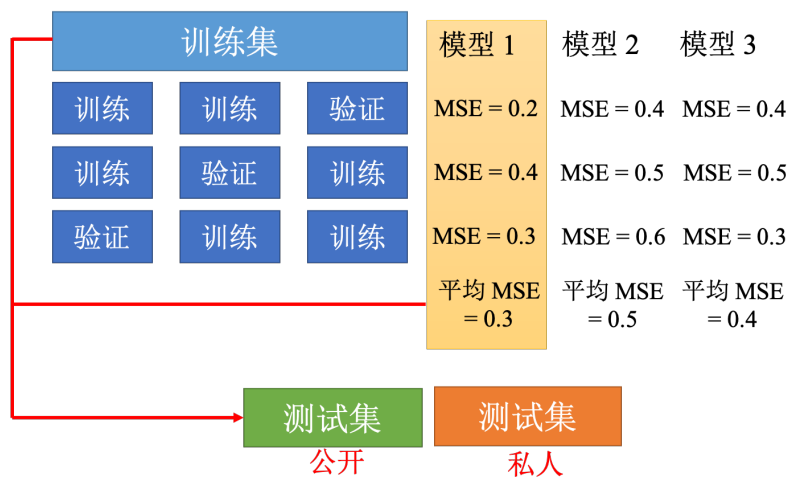 训练集 模型 1 模型 2 模型 3
训练 训练 验证 MSE = 0.2 MSE = 0.4 MSE = 0.4
训练 验证 训练 MSE = 0.4 MSE = 0.5 MSE = 0.5
验证 训练 训练 MSE = 0.3 MSE = 0.6 MSE = 0.3
平均 MSE 平均 MSE 平均 MSE
= 0.3 = 0.5 = 0.4
测试集 测试集
公开 私人